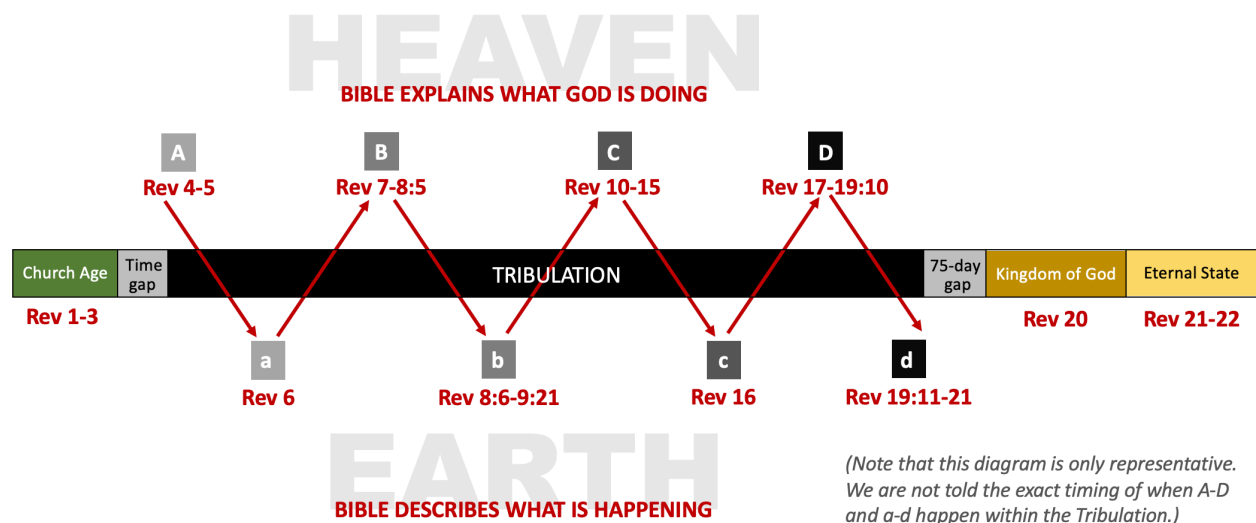 HEAVEN
BIBLE EXPLAINS WHAT GOD IS DOING
A
B
C
D
Rev 4-5
Rev 7-8:5
Rev 10-15
Rev 17-19:10
Church Age
Time
gap
TRIBULATION
75-day
gap
Kingdom of God
Eternal State
Rev 1-3
Rev 20
Rev 21-22
a
b
c
d
Rev 6
Rev 8:6-9:21
Rev 16
Rev 19:11-21
EARTH
BIBLE DESCRIBES WHAT IS HAPPENING
(Note that this diagram is only representative.
We are not told the exact timing of when A-D
and a-d happen within the Tribulation.)